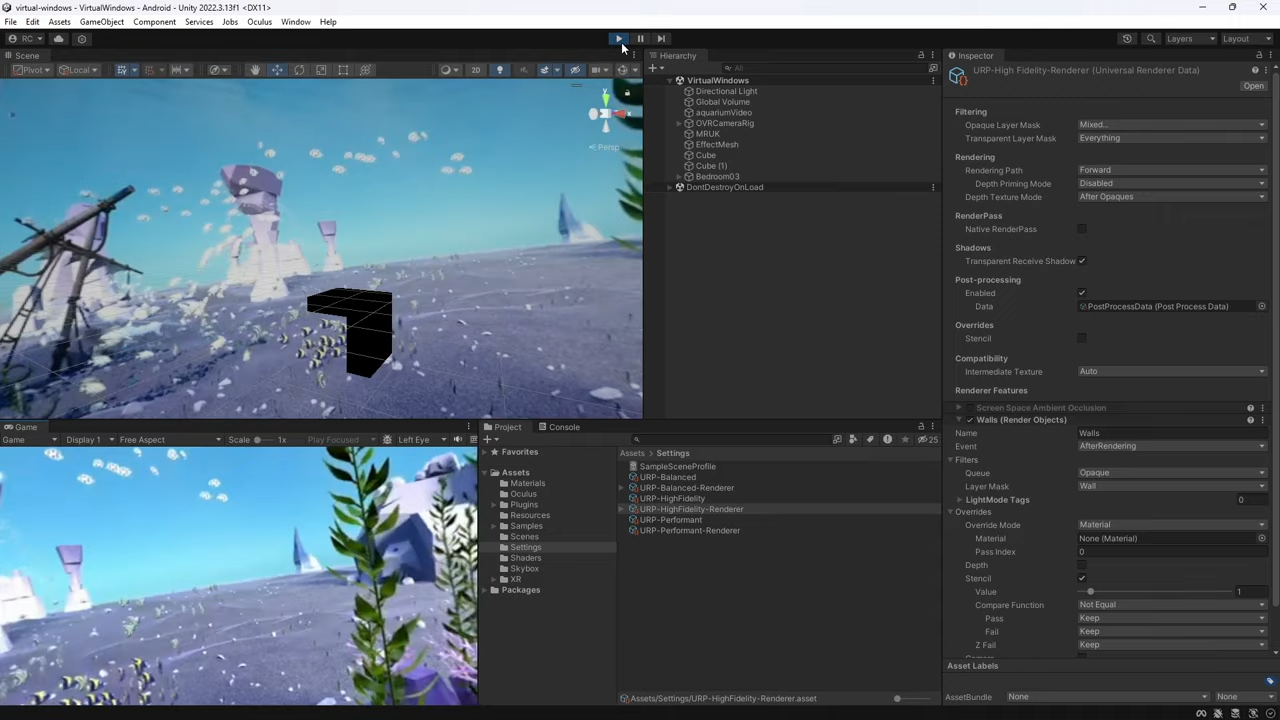 virtual-windows - VirtualWindows - Android - Unity 2022.3.13f1 <DX11>
File Edit Assets GameObject Component Services Jobs Oculus Window Help
RC Layers Layout
Scene
Pivot Local 2D
y
x
Persp
Hierarchy
All
VirtualWindows
Directional Light
Global Volume
aquariumVideo
OVRCameraRig
MRUK
EffectMesh
Cube
Cube (1)
Bedroom03
DontDestroyOnLoad
Inspector
URP-High Fidelity-Renderer (Universal Renderer Data)
Open
Filtering
Opaque Layer Mask Mixed...
Transparent Layer Mask Everything
Rendering
Rendering Path Forward
Depth Priming Mode Disabled
Depth Texture Mode After Opaques
RenderPass
Native RenderPass
Shadows
Transparent Receive Shadow
Post-processing
Enabled
Data PostProcessData (Post Process Data)
Overrides
Stencil
Compatibility
Intermediate Texture Auto
Renderer Features
Screen Space Ambient Occlusion
Walls (Render Objects)
Name Walls
Event AfterRendering
Filters
Queue Opaque
Layer Mask Wall
LightMode Tags 0
Overrides
Override Mode Material
Material None (Material)
Pass Index 0
Depth
Stencil
Value 1
Compare Function Not Equal
Pass Keep
Fail Keep
Z Fail Keep
Asset Labels
AssetBundle None None
Game
Game Display 1 Free Aspect Scale 1x Play Focused Left Eye
Project Console
25
Favorites
Assets
Materials
Oculus
Plugins
Resources
Samples
Scenes
Settings
Shaders
Skybox
XR
Packages
Assets > Settings
SampleSceneProfile
URP-Balanced
URP-Balanced-Renderer
URP-HighFidelity
URP-HighFidelity-Renderer
URP-Performant
URP-Performant-Renderer
Assets/Settings/URP-HighFidelity-Renderer.asset